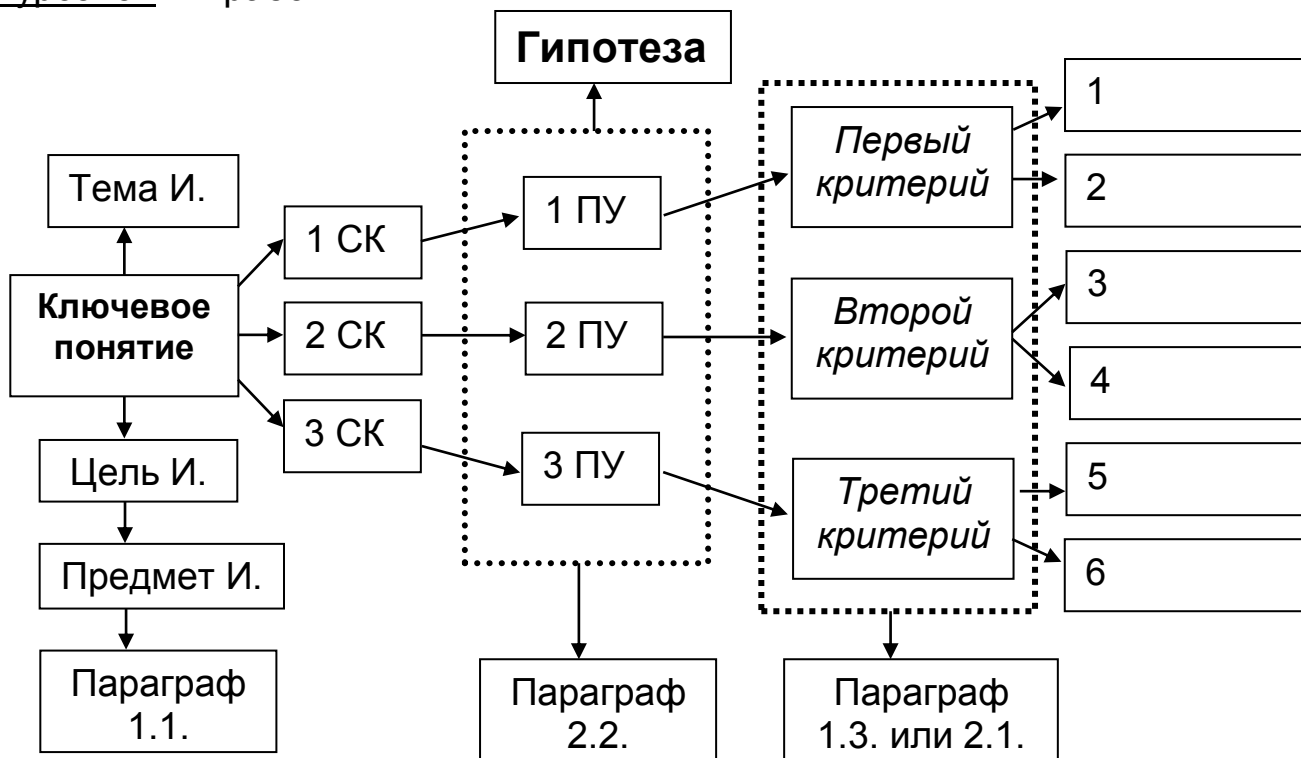 Гипотеза
Тема И.
Ключевое
понятие
Цель И.
Предмет И.
Параграф
1.1.
1 СК
2 СК
3 СК
1 ПУ
2 ПУ
3 ПУ
Параграф
2.2.
Первый
критерий
Второй
критерий
Третий
критерий
Параграф
1.3. или 2.1.
1
2
3
4
5
6